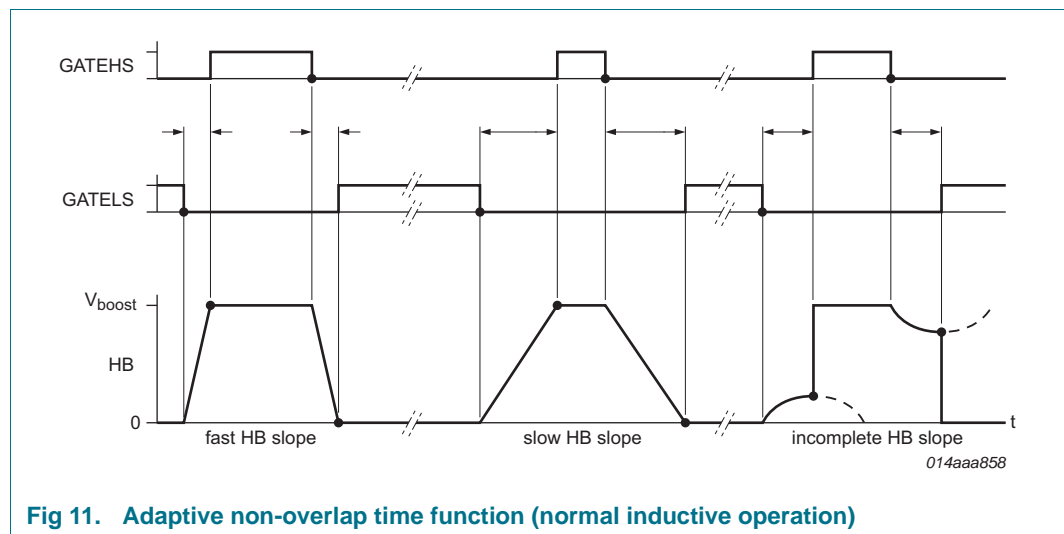 GATEHS
GATELS
Vboost
HB
0
t
fast HB slope
slow HB slope
incomplete HB slope
014aaa858
Fig 11. Adaptive non-overlap time function (normal inductive operation)